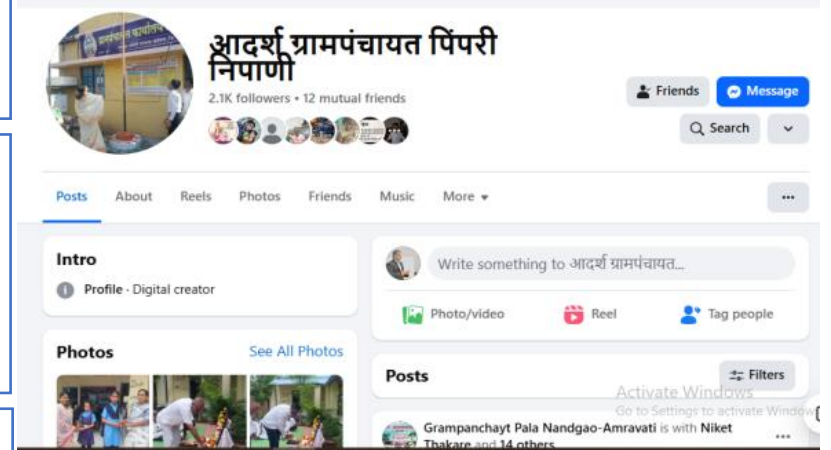 आदर्श ग्रामपंचायत पिंपरी
निपाणी
2.1K followers • 12 mutual friends
Friends
Message
Search
Posts
About
Reels
Photos
Friends
Music
More
Intro
Profile · Digital creator
Write something to आदर्श ग्रामपंचायत...
Photo/video
Reel
Tag people
Photos
See All Photos
Posts
Filters
Activate Windows
Go to Settings to activate Window
Grampanchayt Pala Nandgao-Amravati is with Niket
Thakare and 14 others